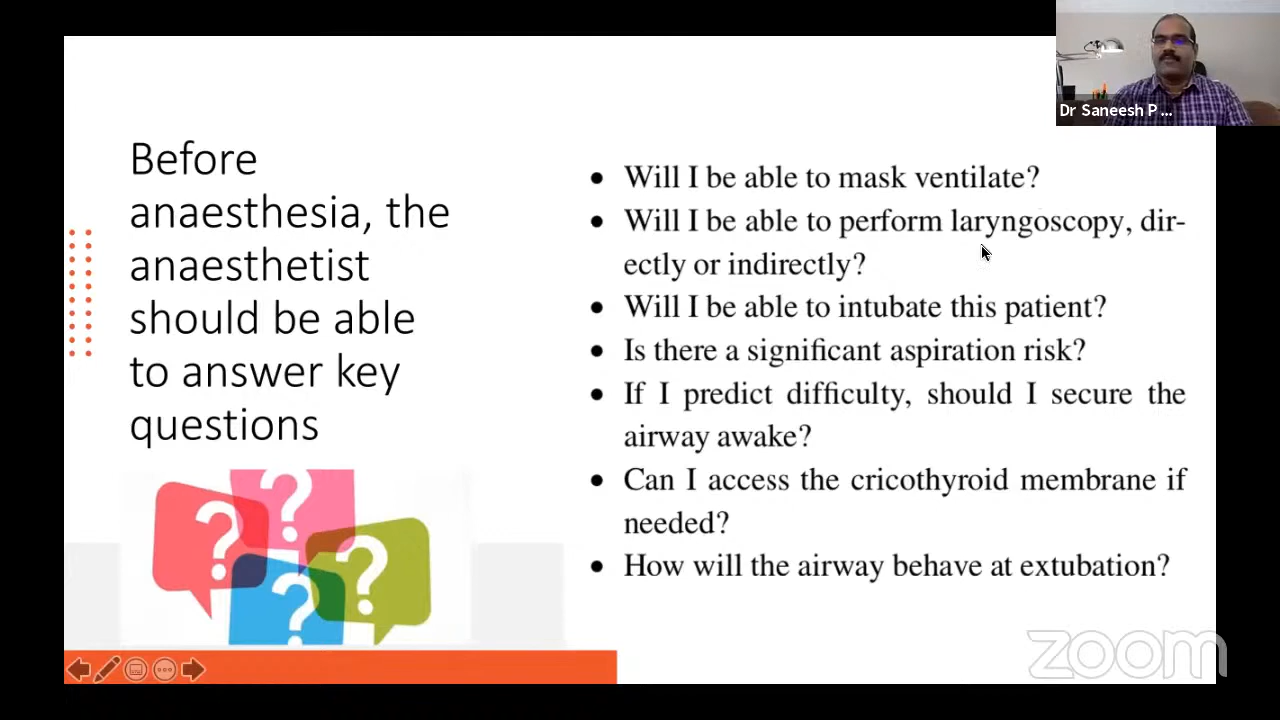 Dr Saneesh P ...
Before
anaesthesia, the
anaesthetist
should be able
to answer key
questions
• Will I be able to mask ventilate?
• Will I be able to perform laryngoscopy, dir-
ectly or indirectly?
• Will I be able to intubate this patient?
• Is there a significant aspiration risk?
• If I predict difficulty, should I secure the
airway awake?
• Can I access the cricothyroid membrane if
needed?
• How will the airway behave at extubation?
? ? ? ?
zoom